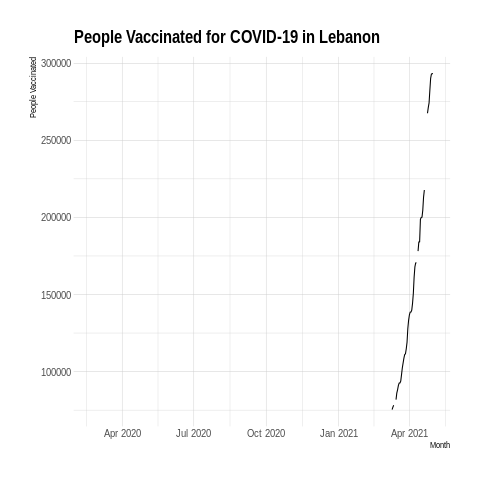 People Vaccinated for COVID-19 in Lebanon
People Vaccinated
300000
250000
200000
150000
100000
Apr 2020
Jul 2020
Oct 2020
Jan 2021
Apr 2021
Month